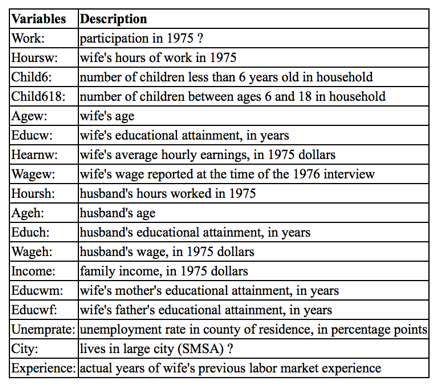 Variables Description
Work: participation in 1975 ?
Hoursw: wife's hours of work in 1975
Child6: number of children less than 6 years old in household
Child618: number of children between ages 6 and 18 in household
Agew: wife's age
Educw: wife's educational attainment, in years
Hearnw: wife's average hourly earnings, in 1975 dollars
Wagew: wife's wage reported at the time of the 1976 interview
Hoursh: husband's hours worked in 1975
Ageh: husband's age
Educh: husband's educational attainment, in years
Wageh: husband's wage, in 1975 dollars
Income: family income, in 1975 dollars
Educwm: wife's mother's educational attainment, in years
Educwf: wife's father's educational attainment, in years
Unemprate: unemployment rate in county of residence, in percentage points
City: lives in large city (SMSA) ?
Experience: actual years of wife's previous labor market experience